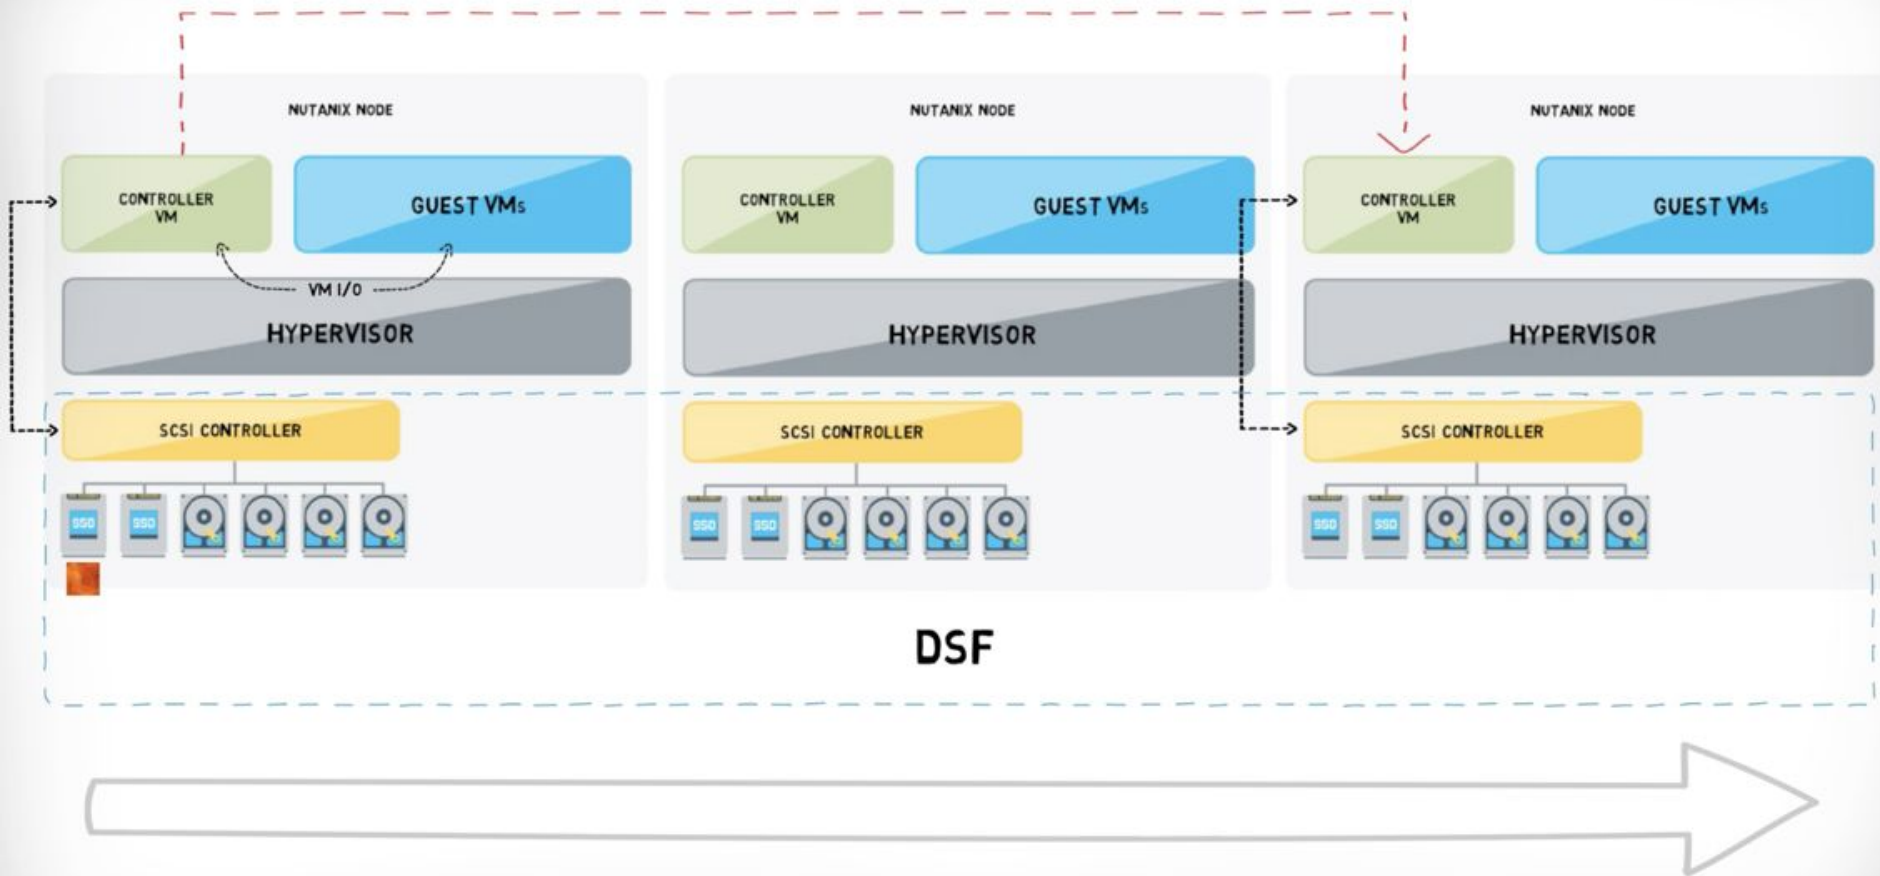 NUTANIX NODE
CONTROLLER
VM
GUEST VMs
VM I/O
HYPERVISOR
SCSI CONTROLLER
SSD
SSD
NUTANIX NODE
CONTROLLER
VM
GUEST VMs
HYPERVISOR
SCSI CONTROLLER
SSD
SSD
NUTANIX NODE
CONTROLLER
VM
GUEST VMs
HYPERVISOR
SCSI CONTROLLER
SSD
SSD
DSF